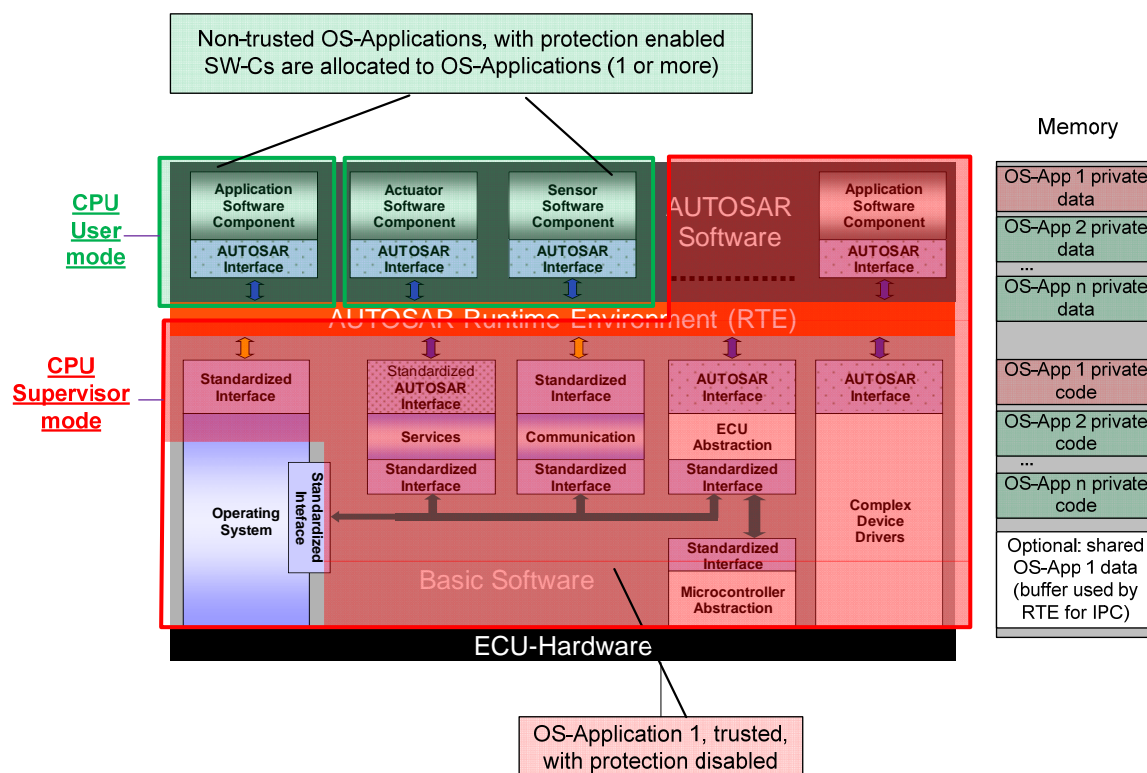 Non-trusted OS-Applications, with protection enabled
SW-Cs are allocated to OS-Applications (1 or more)
Memory
CPU
User
mode
Application
Software
Component
AUTOSAR
Interface
Actuator
Software
Component
AUTOSAR
Interface
Sensor
Software
Component
AUTOSAR
Interface
AUTOSAR
Software
Application
Software
Component
AUTOSAR
Interface
AUTOSAR Runtime Environment (RTE)
CPU
Supervisor
mode
Standardized
Interface
Operating
System
Standardized
Inteface
Standardized
AUTOSAR
Interface
Services
Standardized
Interface
Standardized
Interface
Communication
Standardized
Interface
AUTOSAR
Interface
ECU
Abstraction
Standardized
Interface
Standardized
Interface
Microcontroller
Abstraction
AUTOSAR
Interface
Complex
Device
Drivers
Basic Software
ECU-Hardware
OS-Application 1, trusted,
with protection disabled
OS-App 1 private
data
OS-App 2 private
data
...
OS-App n private
data
OS-App 1 private
code
OS-App 2 private
code
...
OS-App n private
code
Optional: shared
OS-App 1 data
(buffer used by
RTE for IPC)